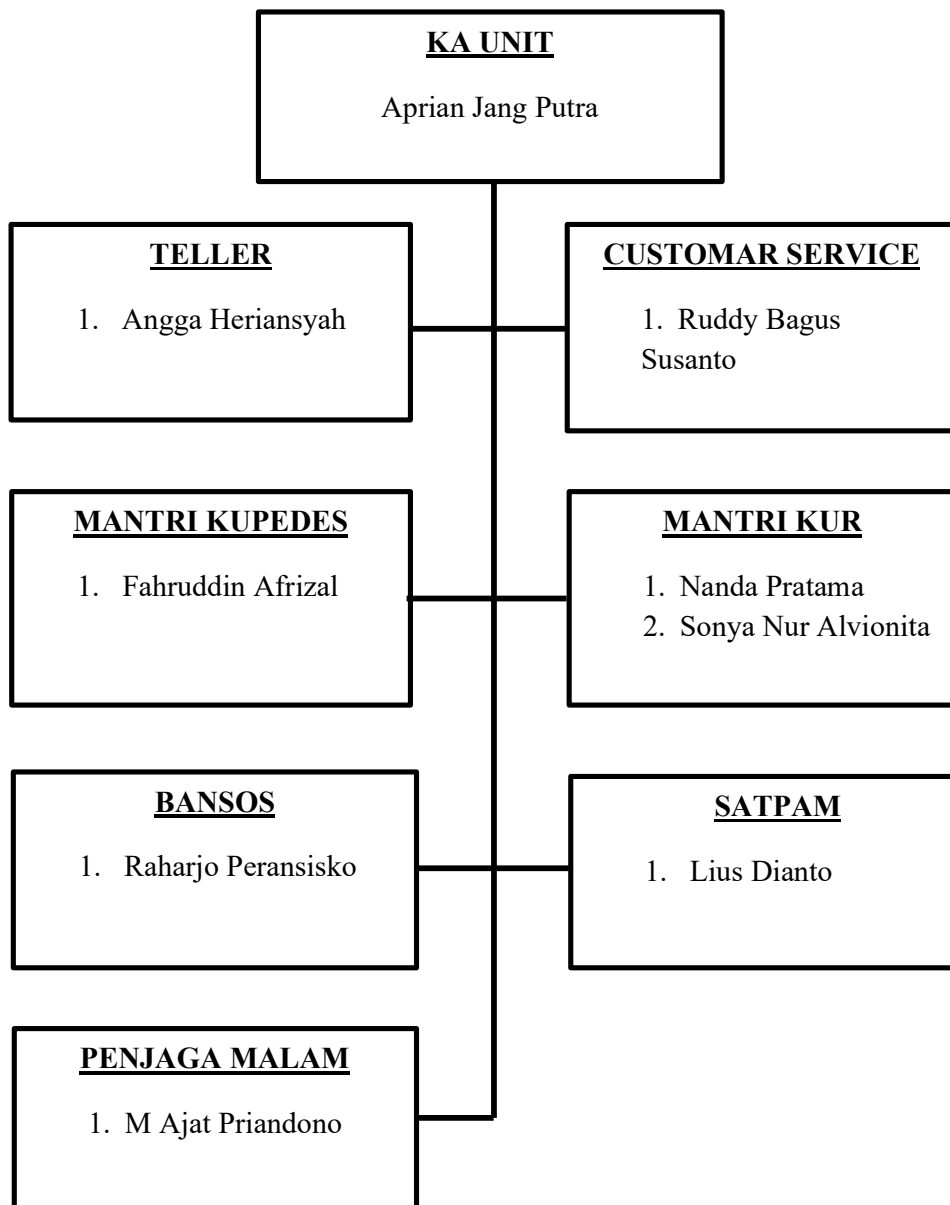 KA UNIT
Aprian Jang Putra
TELLER
1. Angga Heriansyah
CUSTOMAR SERVICE
1. Ruddy Bagus
Susanto
MANTRI KUPEDES
1. Fahruddin Afrizal
MANTRI KUR
1. Nanda Pratama
2. Sonya Nur Alvionita
BANSOS
1. Raharjo Peransisko
SATPAM
1. Lius Dianto
PENJAGA MALAM
1. M Ajat Priandono